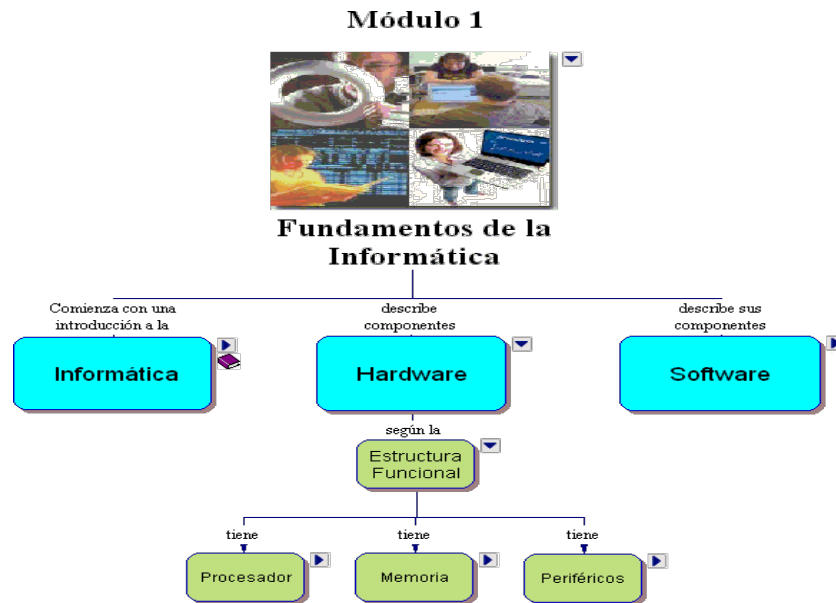 Módulo 1
Fundamentos de la
Informática
Comienza con una
introducción a la
describe
componentes
describe sus
componentes
Informática
Hardware
Software
según la
Estructura
Funcional
tiene
tiene
tiene
Procesador
Memoria
Periféricos